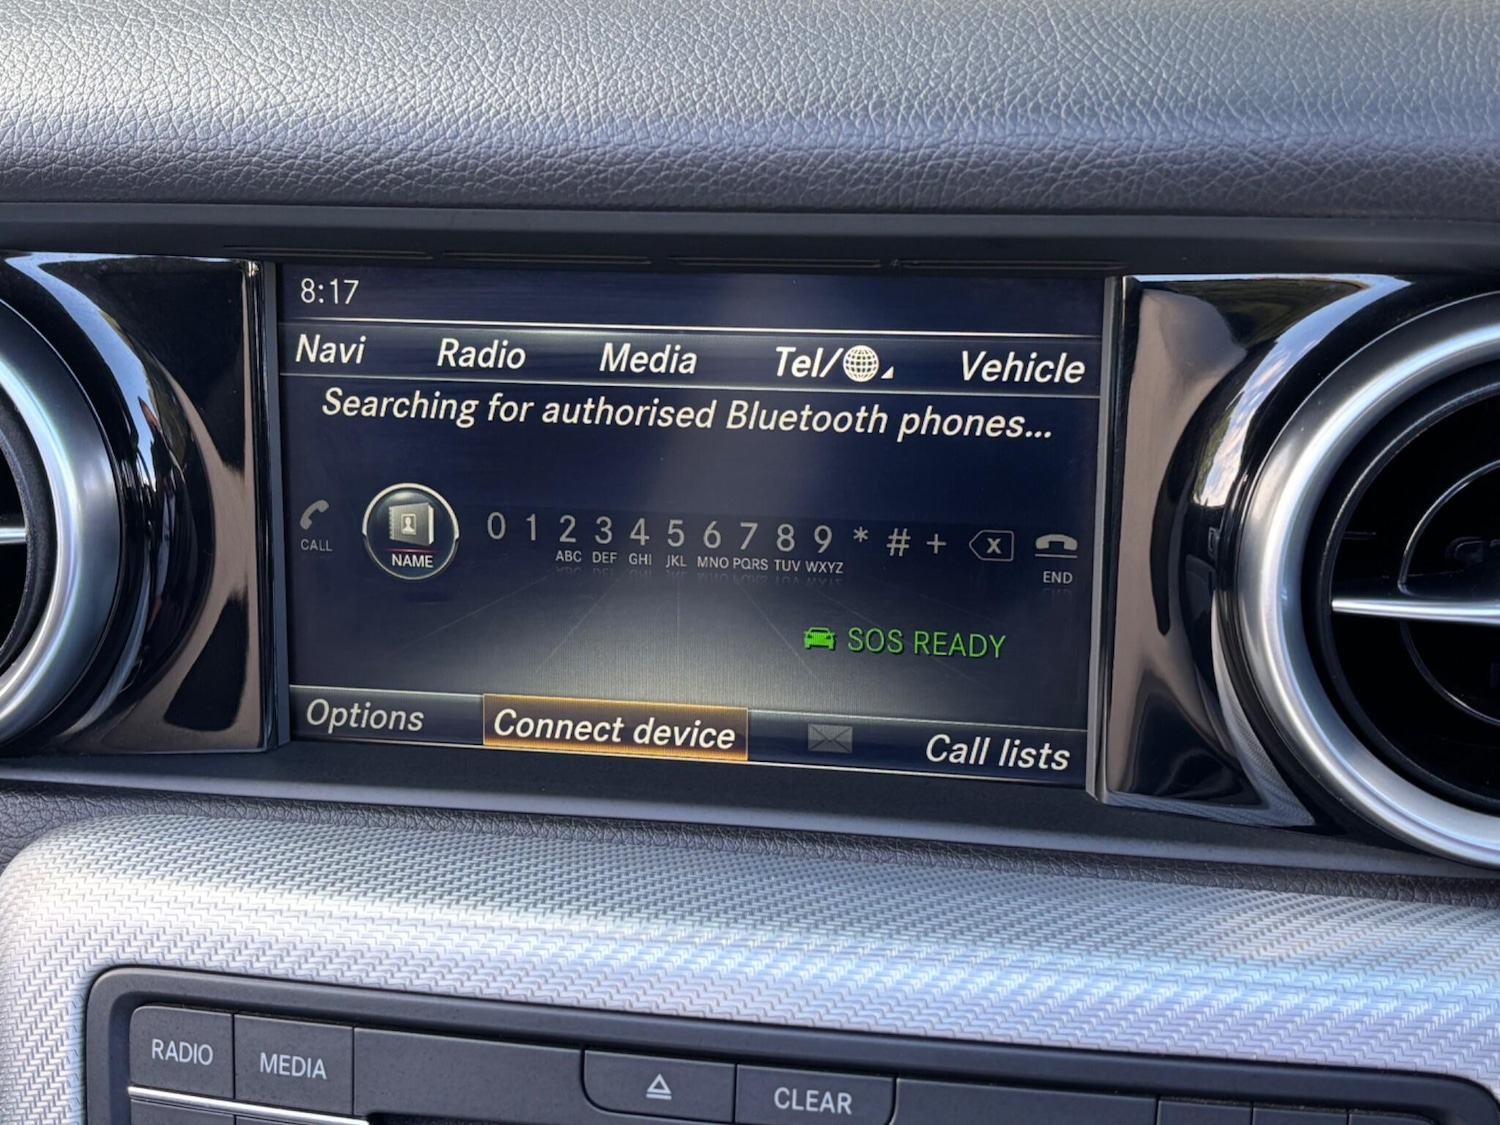 8:17
Navi Radio Media Tel/ Vehicle
Searching for authorised Bluetooth phones...
0 1 2 3 4 5 6 7 8 9 * # + X
CALL NAME ABC DEF GHI JKL MNO PQRS TUV WXYZ END
SOS READY
Options Connect device Call lists
RADIO MEDIA CLEAR